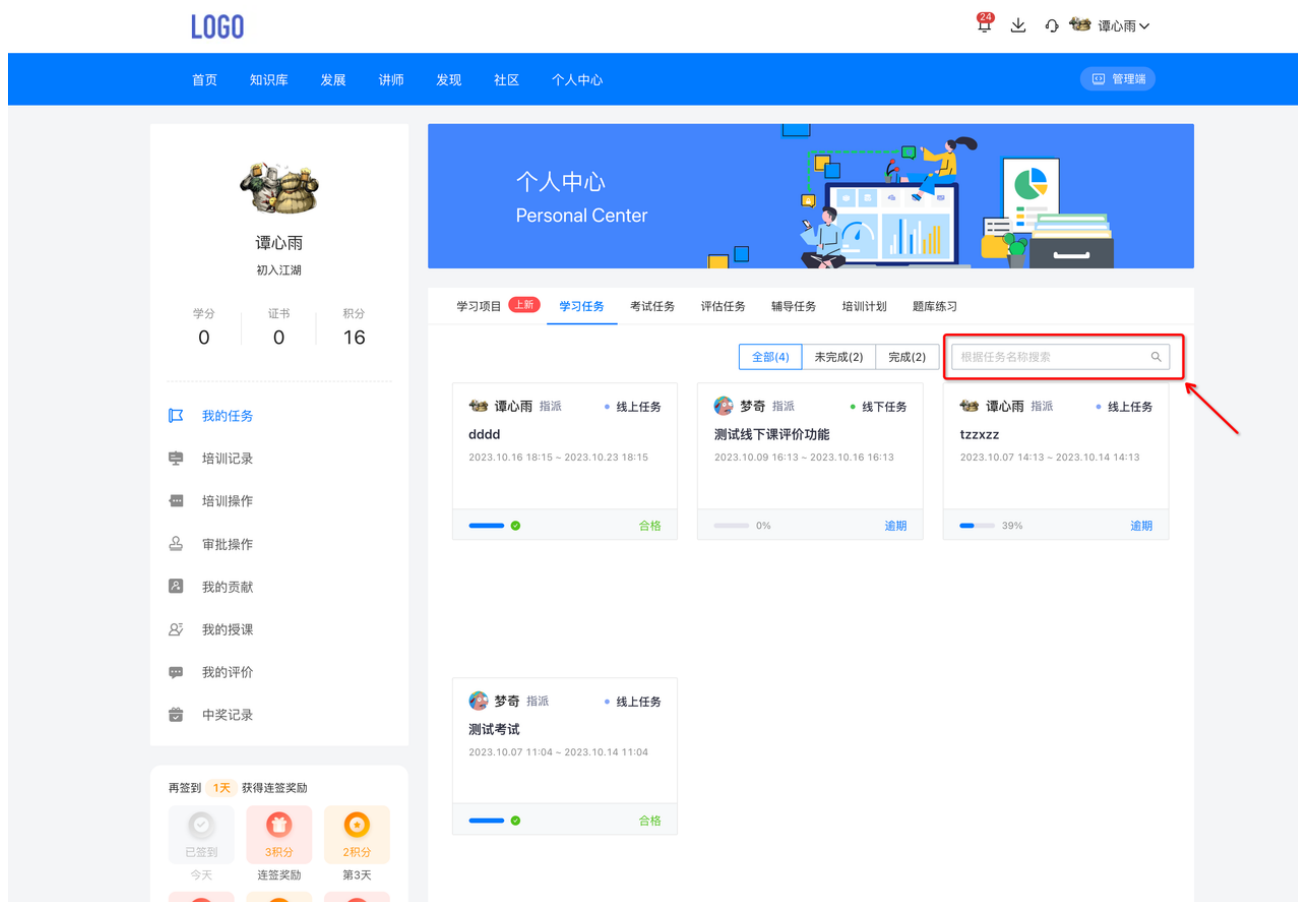 LOGO
24
谭心雨
首页 知识库 发展 讲师 发现 社区 个人中心 管理端
谭心雨
初入江湖
学分 证书 积分
0 0 16
我的任务
培训记录
培训操作
审批操作
我的贡献
我的授课
我的评价
中奖记录
再签到 1天 获得连签奖励
已签到 3积分 2积分
今天 连签奖励 第3天
个人中心
Personal Center
学习项目 上新 学习任务 考试任务 评估任务 辅导任务 培训计划 题库练习
全部(4) 未完成(2) 完成(2) 根据任务名称搜索
谭心雨 指派 线上任务
dddd
2023.10.16 18:15 ~ 2023.10.23 18:15
合格
梦奇 指派 线下任务
测试线下课评价功能
2023.10.09 16:13 ~ 2023.10.16 16:13
0% 逾期
谭心雨 指派 线上任务
tzzxzz
2023.10.07 14:13 ~ 2023.10.14 14:13
39% 逾期
梦奇 指派 线上任务
测试考试
2023.10.07 11:04 ~ 2023.10.14 11:04
合格